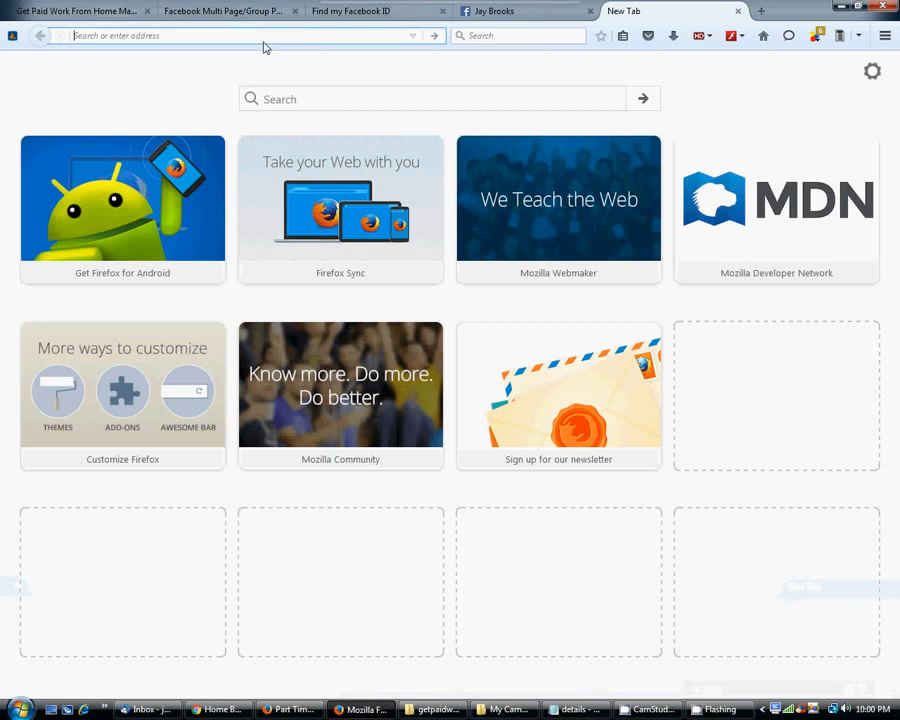 Get Paid Work From Home Ma...
Facebook Multi Page/Group P...
Find my Facebook ID
Jay Brooks
New Tab
Search or enter address
Search
HD
6
Search
Take your Web with you
We Teach the Web
MDN
Get Firefox for Android
Firefox Sync
Mozilla Webmaker
Mozilla Developer Network
More ways to customize
THEMES
ADD-ONS
AWESOME BAR
Know more. Do more.
Do better.
Customize Firefox
Mozilla Community
Sign up for our newsletter
Inbox - j...
Home B...
Part Tim...
Mozilla F...
getpaidw...
My Cam...
details - ...
CamStud...
Flashing
10:00 PM